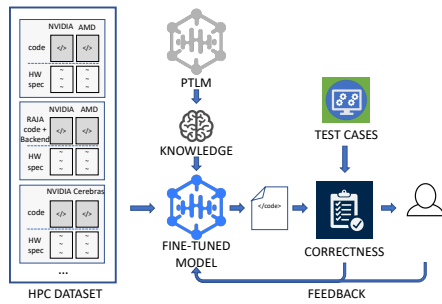 NVIDIA AMD
code
</>
</>
HW
spec
NVIDIA AMD
RAJA
code +
Backend
</>
</>
HW
spec
NVIDIA Cerebras
code
</>
</>
HW
spec
...
HPC DATASET
PTLM
KNOWLEDGE
FINE-TUNED
MODEL
</code>
TEST CASES
CORRECTNESS
FEEDBACK